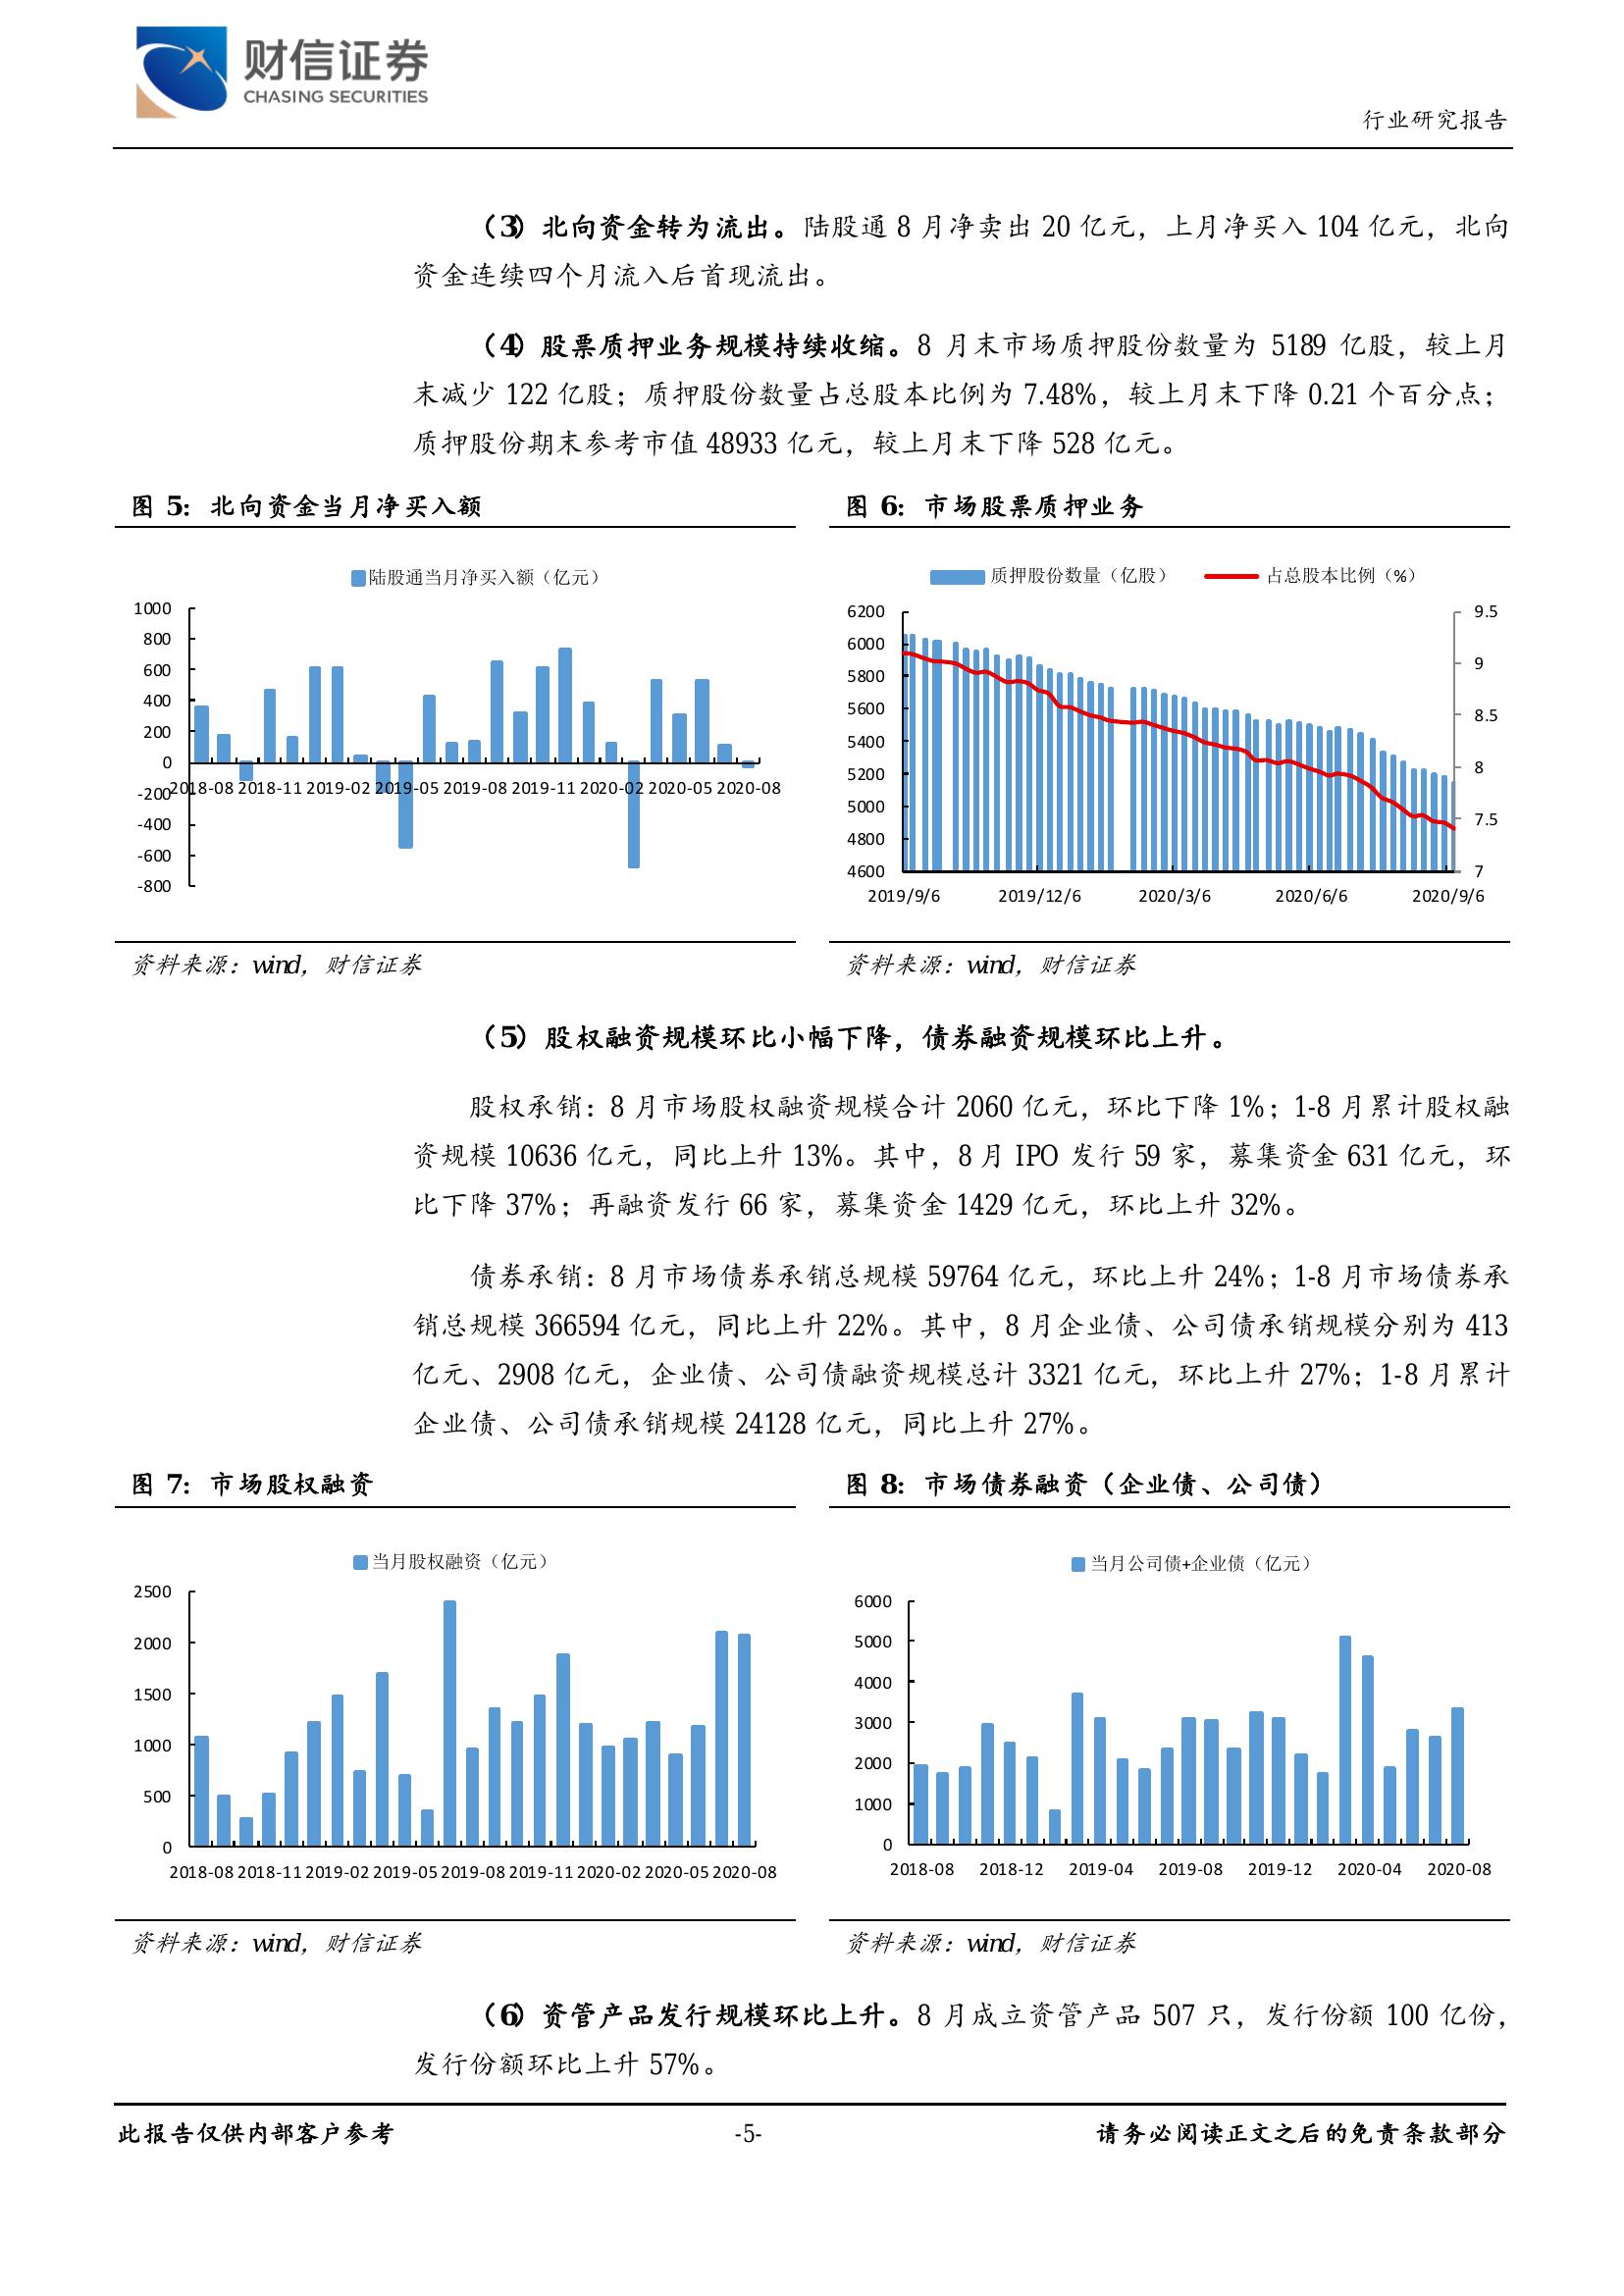 财信证券
CHASING SECURITIES
行业研究报告
（3）北向资金转为流出。陆股通 8 月净卖出 20 亿元，上月净买入 104 亿元，北向
资金连续四个月流入后首现流出。
（4）股票质押业务规模持续收缩。8 月末市场质押股份数量为 5189 亿股，较上月
末减少 122 亿股；质押股份数量占总股本比例为 7.48%，较上月末下降 0.21 个百分点；
质押股份期末参考市值 48933 亿元，较上月末下降 528 亿元。
图 5：北向资金当月净买入额
陆股通当月净买入额（亿元）
1000
800
600
400
200
0
-200
-400
-600
-800
2018-08 2018-11 2019-02 2019-05 2019-08 2019-11 2020-02 2020-05 2020-08
资料来源：wind，财信证券
图 6：市场股票质押业务
质押股份数量（亿股） 占总股本比例（%）
6200
6000
5800
5600
5400
5200
5000
4800
4600
9.5
9
8.5
8
7.5
7
2019/9/6 2019/12/6 2020/3/6 2020/6/6 2020/9/6
资料来源：wind，财信证券
（5）股权融资规模环比小幅下降，债券融资规模环比上升。
股权承销：8 月市场股权融资规模合计 2060 亿元，环比下降 1%；1-8 月累计股权融
资规模 10636 亿元，同比上升 13%。其中，8 月 IPO 发行 59 家，募集资金 631 亿元，环
比下降 37%；再融资发行 66 家，募集资金 1429 亿元，环比上升 32%。
债券承销：8 月市场债券承销总规模 59764 亿元，环比上升 24%；1-8 月市场债券承
销总规模 366594 亿元，同比上升 22%。其中，8 月企业债、公司债承销规模分别为 413
亿元、2908 亿元，企业债、公司债融资规模总计 3321 亿元，环比上升 27%；1-8 月累计
企业债、公司债承销规模 24128 亿元，同比上升 27%。
图 7：市场股权融资
当月股权融资（亿元）
2500
2000
1500
1000
500
0
2018-08 2018-11 2019-02 2019-05 2019-08 2019-11 2020-02 2020-05 2020-08
资料来源：wind，财信证券
图 8：市场债券融资（企业债、公司债）
当月公司债+企业债（亿元）
6000
5000
4000
3000
2000
1000
0
2018-08 2018-12 2019-04 2019-08 2019-12 2020-04 2020-08
资料来源：wind，财信证券
（6）资管产品发行规模环比上升。8 月成立资管产品 507 只，发行份额 100 亿份，
发行份额环比上升 57%。
此报告仅供内部客户参考
-5-
请务必阅读正文之后的免责条款部分